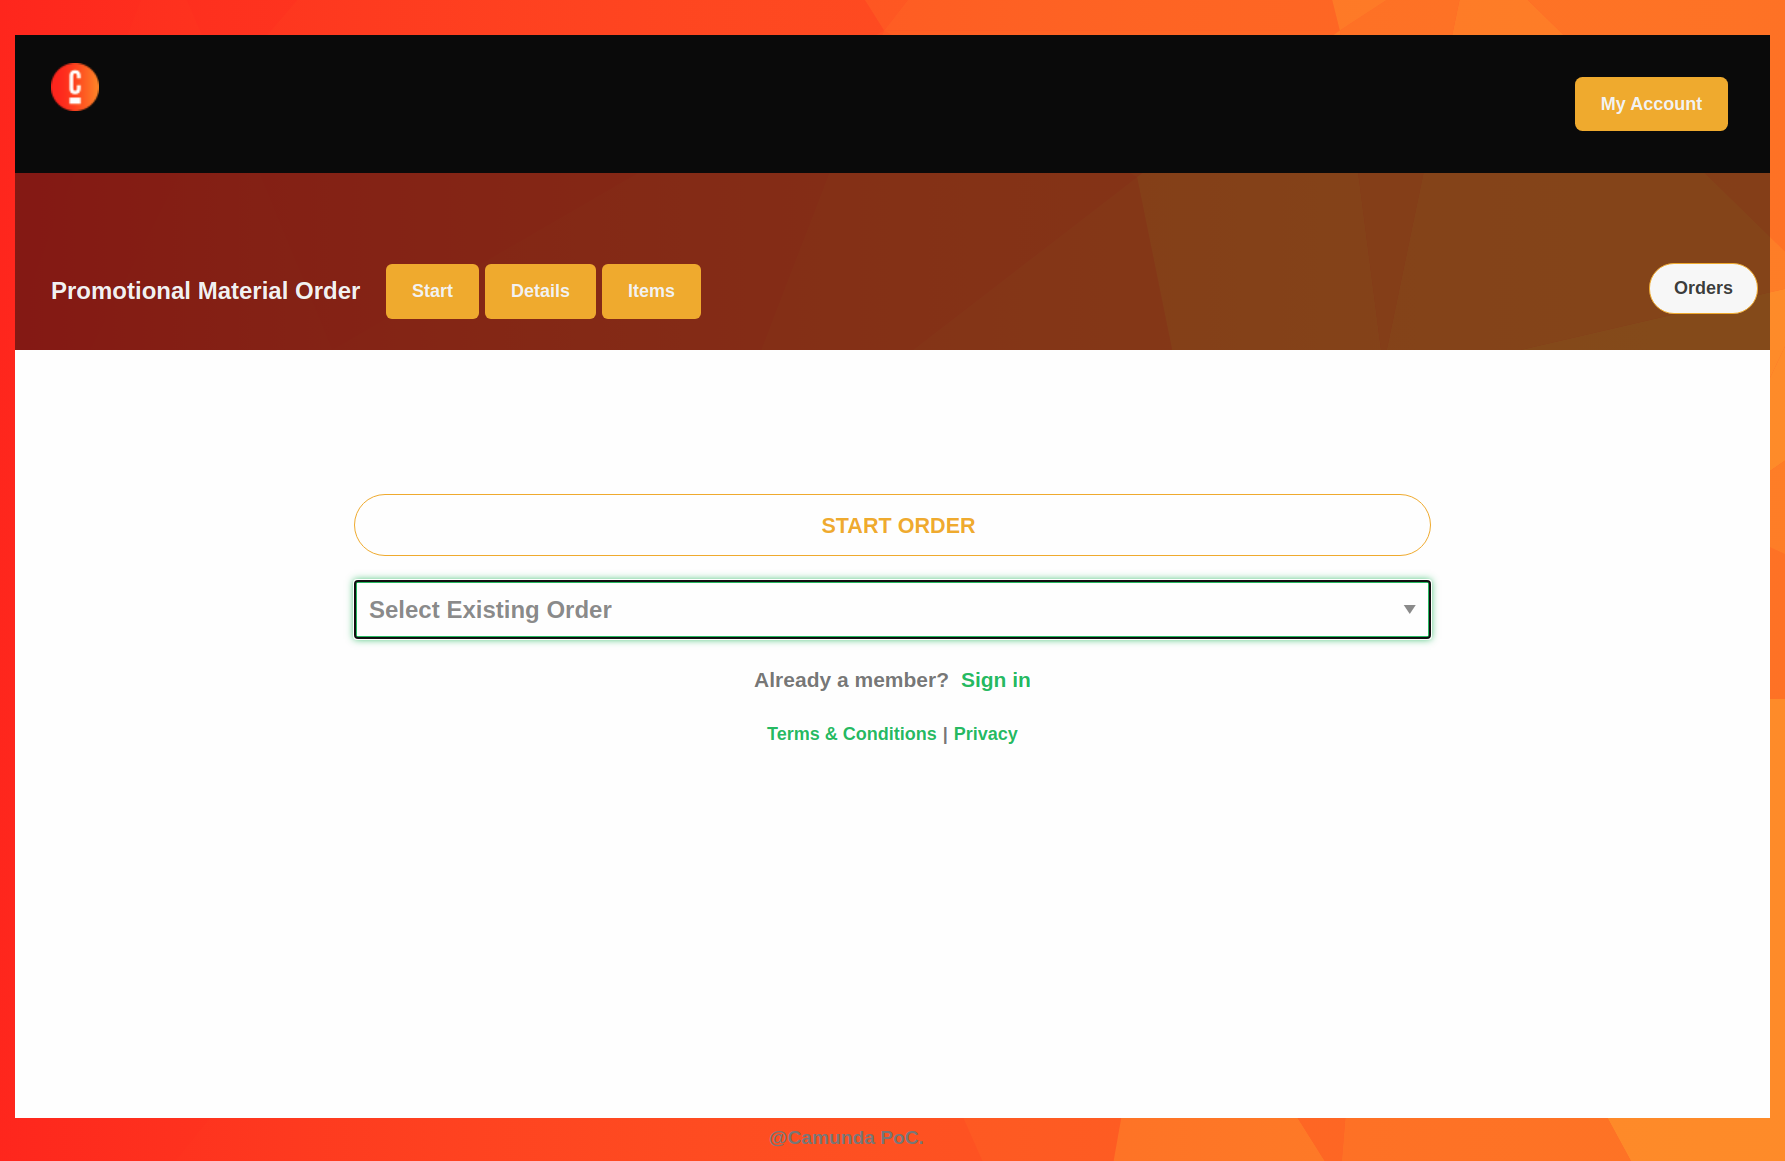 My Account
Promotional Material Order Start Details Items Orders
START ORDER
Select Existing Order
Already a member? Sign in
Terms & Conditions | Privacy
@Camunda PoC.